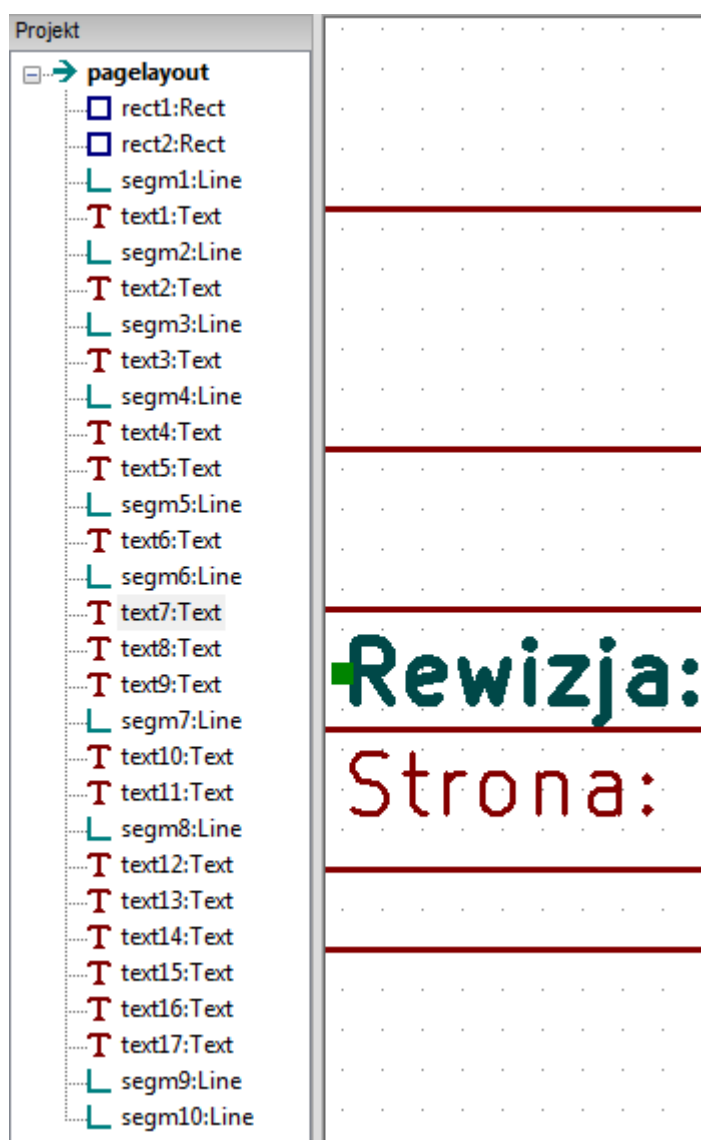 Projekt
pagelayout
rect1:Rect
rect2:Rect
segm1:Line
text1:Text
segm2:Line
text2:Text
segm3:Line
text3:Text
segm4:Line
text4:Text
text5:Text
segm5:Line
text6:Text
segm6:Line
text7:Text
text8:Text
text9:Text
segm7:Line
text10:Text
text11:Text
segm8:Line
text12:Text
text13:Text
text14:Text
text15:Text
text16:Text
text17:Text
segm9:Line
segm10:Line
Rewizja:
Strona: